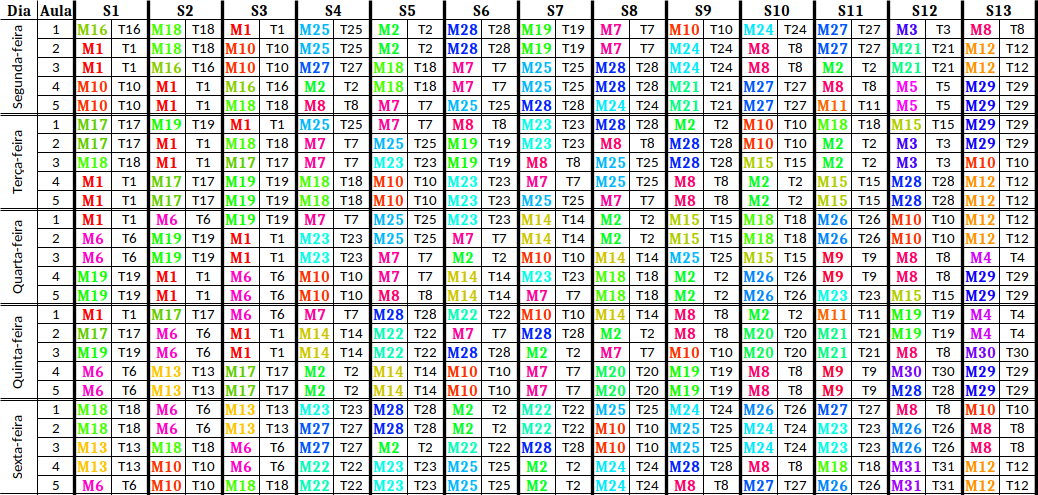 Dia Aula S1 S2 S3 S4 S5 S6 S7 S8 S9 S10 S11 S12 S13
Segunda-feira
1 M16 T16 M18 T18 M1 T1 M25 T25 M2 T2 M28 T28 M19 T19 M7 T7 M10 T10 M24 T24 M27 T27 M3 T3 M8 T8
2 M1 T1 M18 T18 M10 T10 M25 T25 M2 T2 M28 T28 M19 T19 M7 T7 M24 T24 M8 T8 M27 T27 M21 T21 M12 T12
3 M1 T1 M16 T16 M10 T10 M27 T27 M18 T18 M7 T7 M25 T25 M28 T28 M24 T24 M8 T8 M2 T2 M21 T21 M12 T12
4 M10 T10 M1 T1 M16 T16 M2 T2 M18 T18 M7 T7 M25 T25 M28 T28 M21 T21 M27 T27 M8 T8 M5 T5 M29 T29
5 M10 T10 M1 T1 M18 T18 M8 T8 M7 T7 M25 T25 M28 T28 M24 T24 M21 T21 M27 T27 M11 T11 M5 T5 M29 T29
Terça-feira
1 M17 T17 M19 T19 M1 T1 M25 T25 M7 T7 M8 T8 M23 T23 M28 T28 M2 T2 M10 T10 M18 T18 M15 T15 M29 T29
2 M17 T17 M1 T1 M18 T18 M7 T7 M25 T25 M19 T19 M23 T23 M8 T8 M28 T28 M10 T10 M2 T2 M3 T3 M29 T29
3 M18 T18 M1 T1 M17 T17 M7 T7 M23 T23 M19 T19 M8 T8 M25 T25 M28 T28 M15 T15 M2 T2 M3 T3 M10 T10
4 M1 T1 M17 T17 M19 T19 M18 T18 M10 T10 M23 T23 M7 T7 M25 T25 M8 T8 M2 T2 M15 T15 M28 T28 M12 T12
5 M1 T1 M17 T17 M19 T19 M18 T18 M10 T10 M23 T23 M25 T25 M7 T7 M8 T8 M2 T2 M15 T15 M28 T28 M12 T12
Quarta-feira
1 M1 T1 M6 T6 M19 T19 M7 T7 M25 T25 M23 T23 M14 T14 M2 T2 M15 T15 M18 T18 M26 T26 M10 T10 M12 T12
2 M6 T6 M19 T19 M1 T1 M23 T23 M25 T25 M7 T7 M14 T14 M2 T2 M15 T15 M18 T18 M26 T26 M10 T10 M12 T12
3 M6 T6 M19 T19 M1 T1 M23 T23 M7 T7 M2 T2 M10 T10 M14 T14 M25 T25 M15 T15 M9 T9 M8 T8 M4 T4
4 M19 T19 M1 T1 M6 T6 M10 T10 M7 T7 M14 T14 M23 T23 M18 T18 M2 T2 M26 T26 M9 T9 M8 T8 M29 T29
5 M19 T19 M1 T1 M6 T6 M10 T10 M8 T8 M14 T14 M7 T7 M18 T18 M2 T2 M26 T26 M23 T23 M15 T15 M29 T29
Quinta-feira
1 M1 T1 M17 T17 M6 T6 M7 T7 M28 T28 M22 T22 M10 T10 M14 T14 M8 T8 M2 T2 M11 T11 M19 T19 M4 T4
2 M17 T17 M6 T6 M1 T1 M14 T14 M22 T22 M7 T7 M28 T28 M2 T2 M8 T8 M20 T20 M21 T21 M19 T19 M4 T4
3 M19 T19 M6 T6 M1 T1 M14 T14 M22 T22 M28 T28 M2 T2 M7 T7 M10 T10 M20 T20 M21 T21 M8 T8 M30 T30
4 M6 T6 M13 T13 M17 T17 M2 T2 M14 T14 M10 T10 M7 T7 M20 T20 M19 T19 M8 T8 M9 T9 M30 T30 M29 T29
5 M6 T6 M13 T13 M17 T17 M2 T2 M14 T14 M10 T10 M7 T7 M20 T20 M19 T19 M8 T8 M9 T9 M28 T28 M29 T29
Sexta-feira
1 M18 T18 M6 T6 M13 T13 M23 T23 M28 T28 M2 T2 M22 T22 M25 T25 M24 T24 M26 T26 M27 T27 M8 T8 M10 T10
2 M18 T18 M6 T6 M13 T13 M27 T27 M28 T28 M2 T2 M22 T22 M10 T10 M25 T25 M24 T24 M23 T23 M26 T26 M8 T8
3 M13 T13 M18 T18 M6 T6 M27 T27 M2 T2 M22 T22 M28 T28 M10 T10 M25 T25 M24 T24 M23 T23 M26 T26 M8 T8
4 M13 T13 M10 T10 M6 T6 M22 T22 M23 T23 M25 T25 M2 T2 M24 T24 M28 T28 M8 T8 M18 T18 M31 T31 M12 T12
5 M6 T6 M10 T10 M18 T18 M22 T22 M23 T23 M25 T25 M2 T2 M24 T24 M8 T8 M27 T27 M26 T26 M31 T31 M12 T12